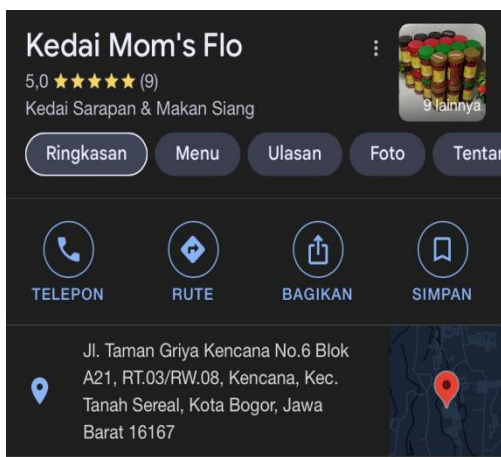 Kedai Mom's Flo
5,0 ★★★★★ (9)
Kedai Sarapan & Makan Siang
9 lainnya
Ringkasan Menu Ulasan Foto Tentan
TELEPON RUTE BAGIKAN SIMPAN
Jl. Taman Griya Kencana No.6 Blok
A21, RT.03/RW.08, Kencana, Kec.
Tanah Sereal, Kota Bogor, Jawa
Barat 16167